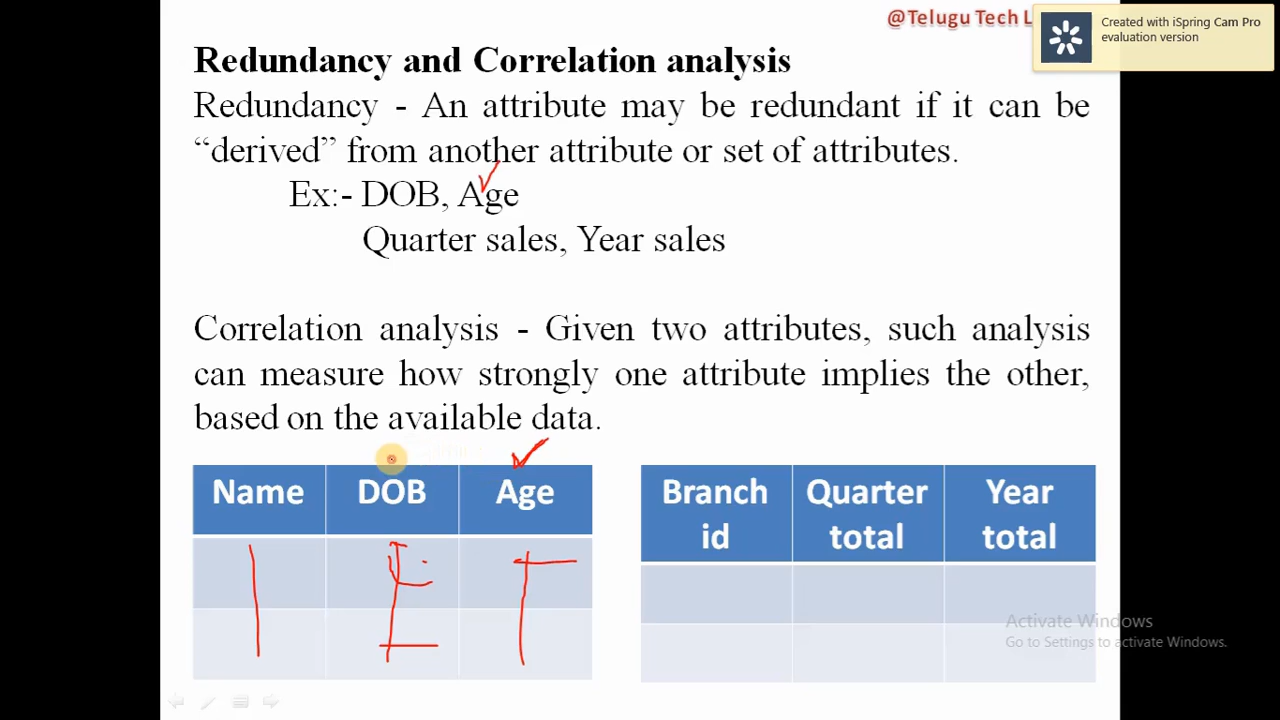 @Telugu Tech L
Created with iSpring Cam Pro
evaluation version
Redundancy and Correlation analysis
Redundancy - An attribute may be redundant if it can be
“derived” from another attribute or set of attributes.
Ex:- DOB, Age
Quarter sales, Year sales
Correlation analysis - Given two attributes, such analysis
can measure how strongly one attribute implies the other,
based on the available data.
Name DOB Age
Branch id Quarter total Year total
Activate Windows
Go to Settings to activate Windows.